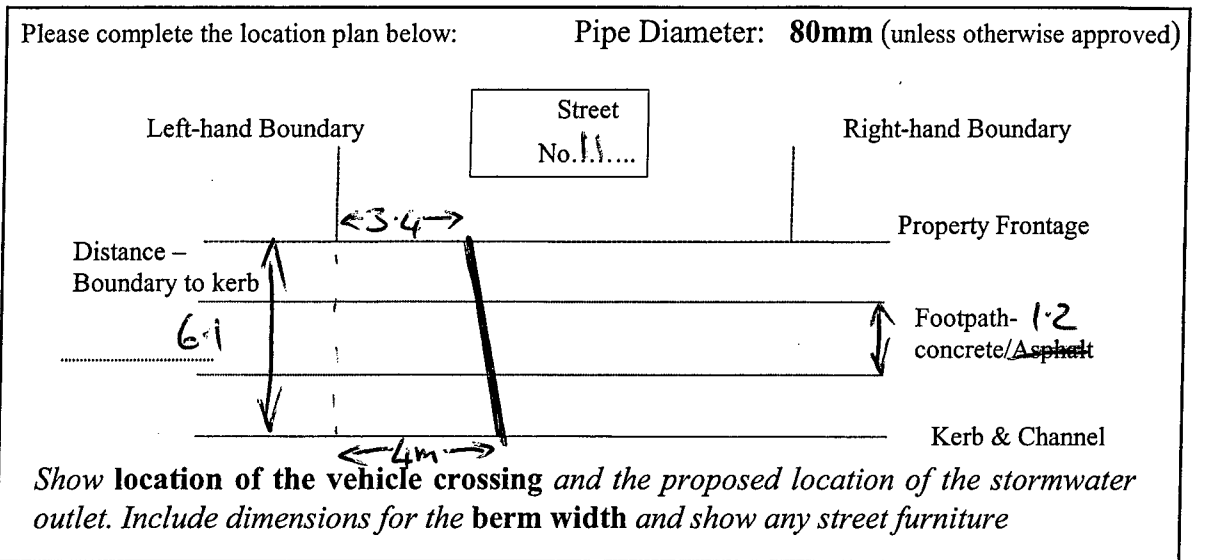 Please complete the location plan below: Pipe Diameter: 80mm (unless otherwise approved)
Street
No.11....
Left-hand Boundary
Right-hand Boundary
3.4
Property Frontage
Distance –
Boundary to kerb
6.1
Footpath- 1.2
concrete/Asphalt
Kerb & Channel
4m
Show location of the vehicle crossing and the proposed location of the stormwater
outlet. Include dimensions for the berm width and show any street furniture